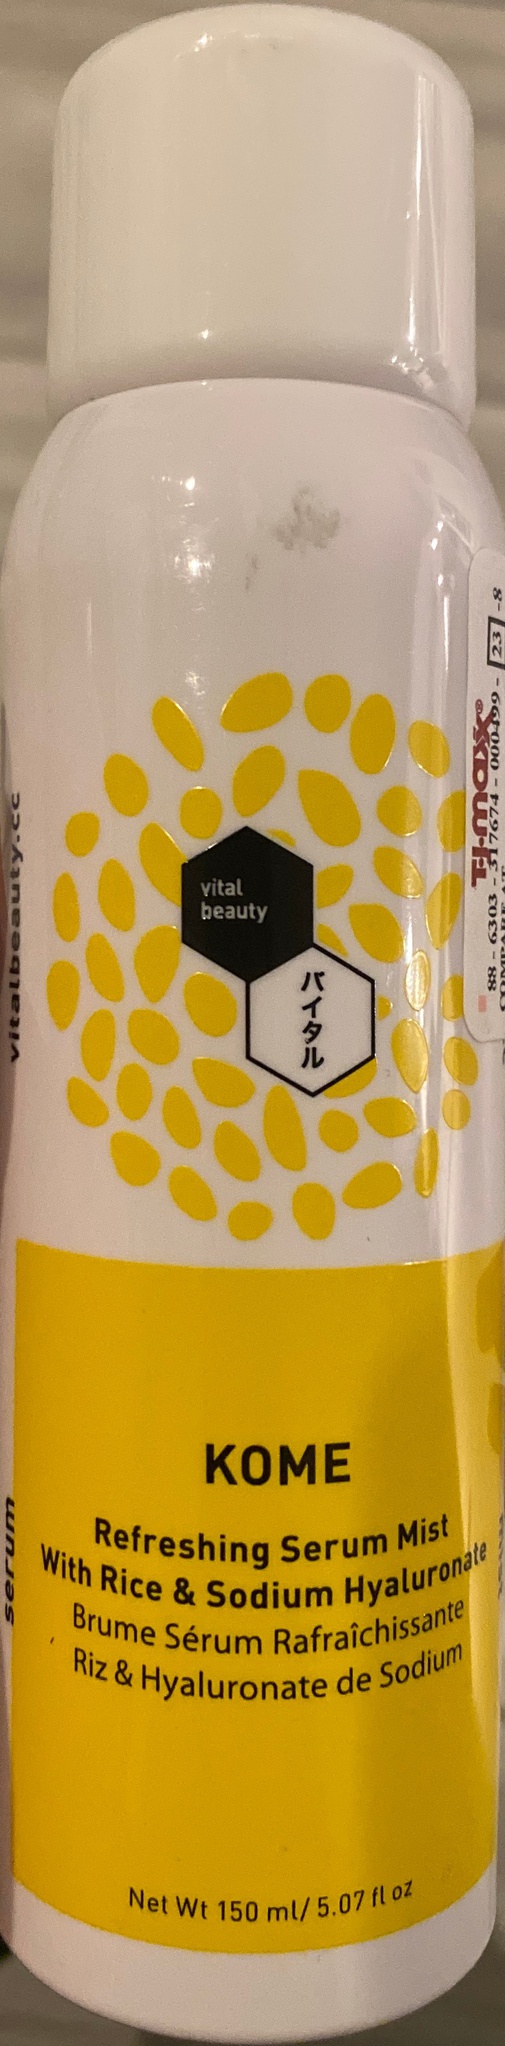 vital
beauty
バイタル
vitalbeauty.cc
T.J.maxx®
88 - 6303 - 317674 - 000499 - 23 -8
COMPARE AT
KOME
Refreshing Serum Mist
With Rice & Sodium Hyaluronate
Brume Sérum Rafraîchissante
Riz & Hyaluronate de Sodium
serum
Net Wt 150 ml/ 5.07 fl oz